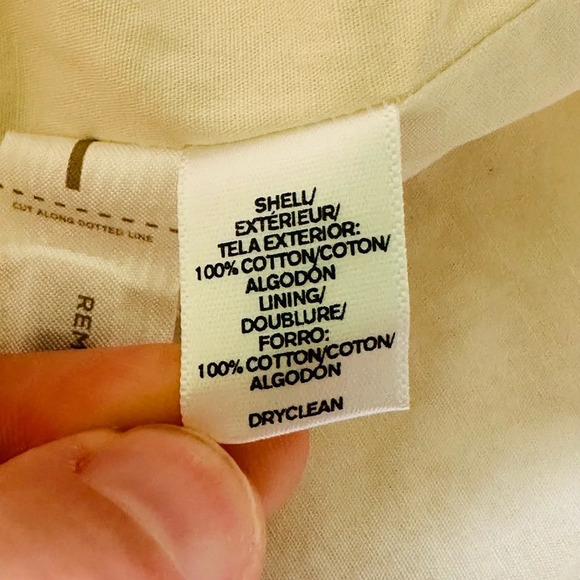 SHELL/
EXTÉRIEUR/
TELA EXTERIOR:
100% COTTON/COTON/
ALGODÓN
LINING/
DOUBLURE/
FORRO:
100% COTTON/COTON/
ALGODÓN
DRYCLEAN
CUT ALONG DOTTED LINE
REM